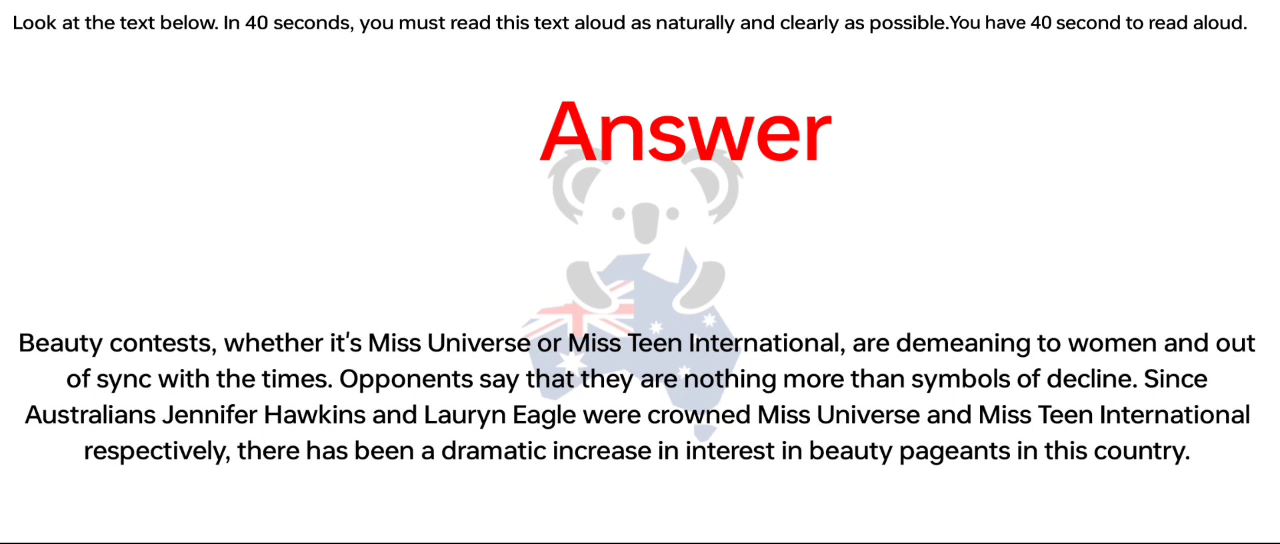 Look at the text below. In 40 seconds, you must read this text aloud as naturally and clearly as possible.You have 40 second to read aloud.
Answer
Beauty contests, whether it's Miss Universe or Miss Teen International, are demeaning to women and out
of sync with the times. Opponents say that they are nothing more than symbols of decline. Since
Australians Jennifer Hawkins and Lauryn Eagle were crowned Miss Universe and Miss Teen International
respectively, there has been a dramatic increase in interest in beauty pageants in this country.